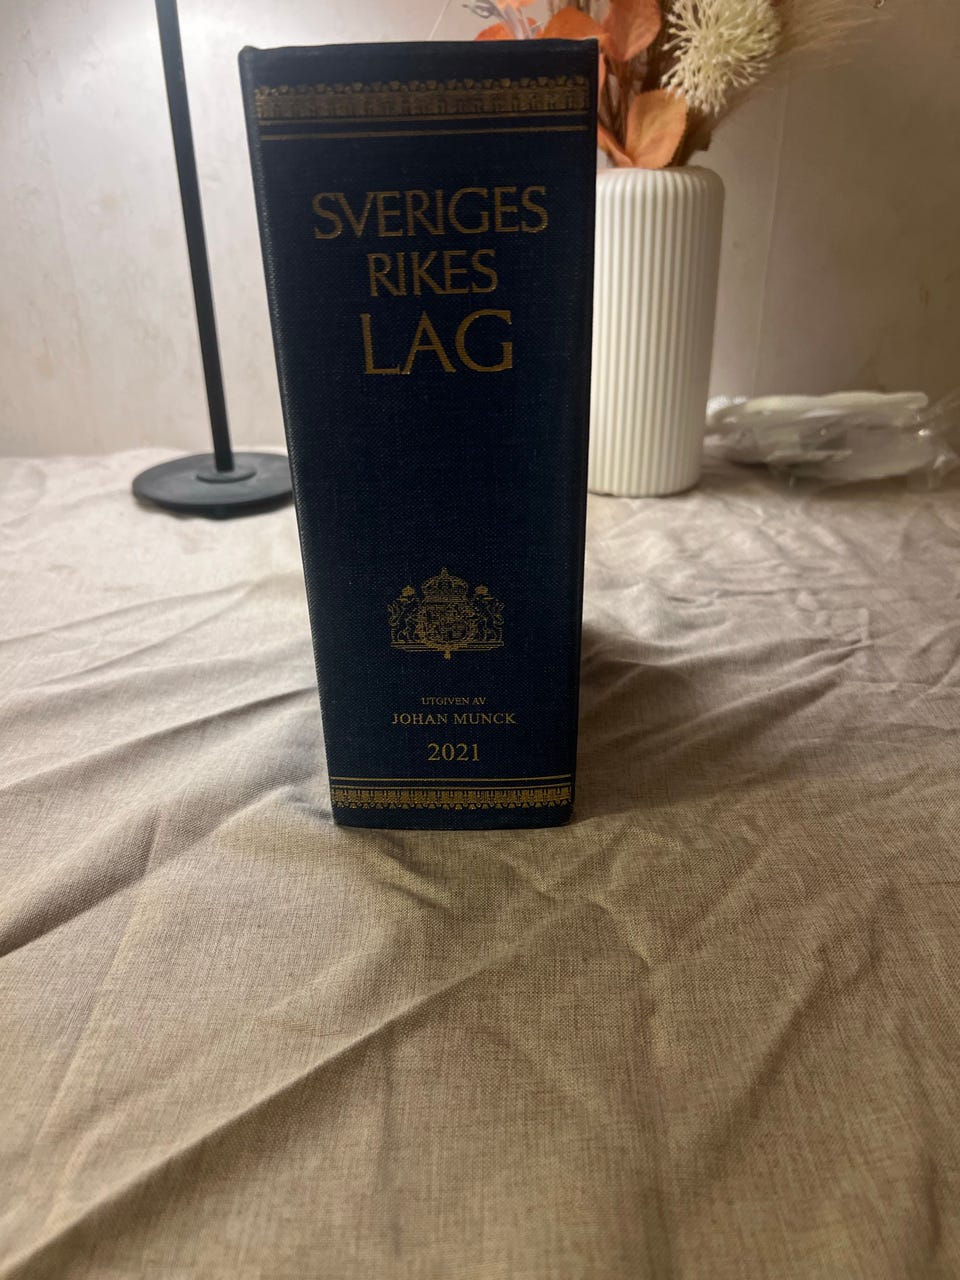 SVERIGES
RIKES
LAG
UTGIVEN AV
JOHAN MUNCK
2021